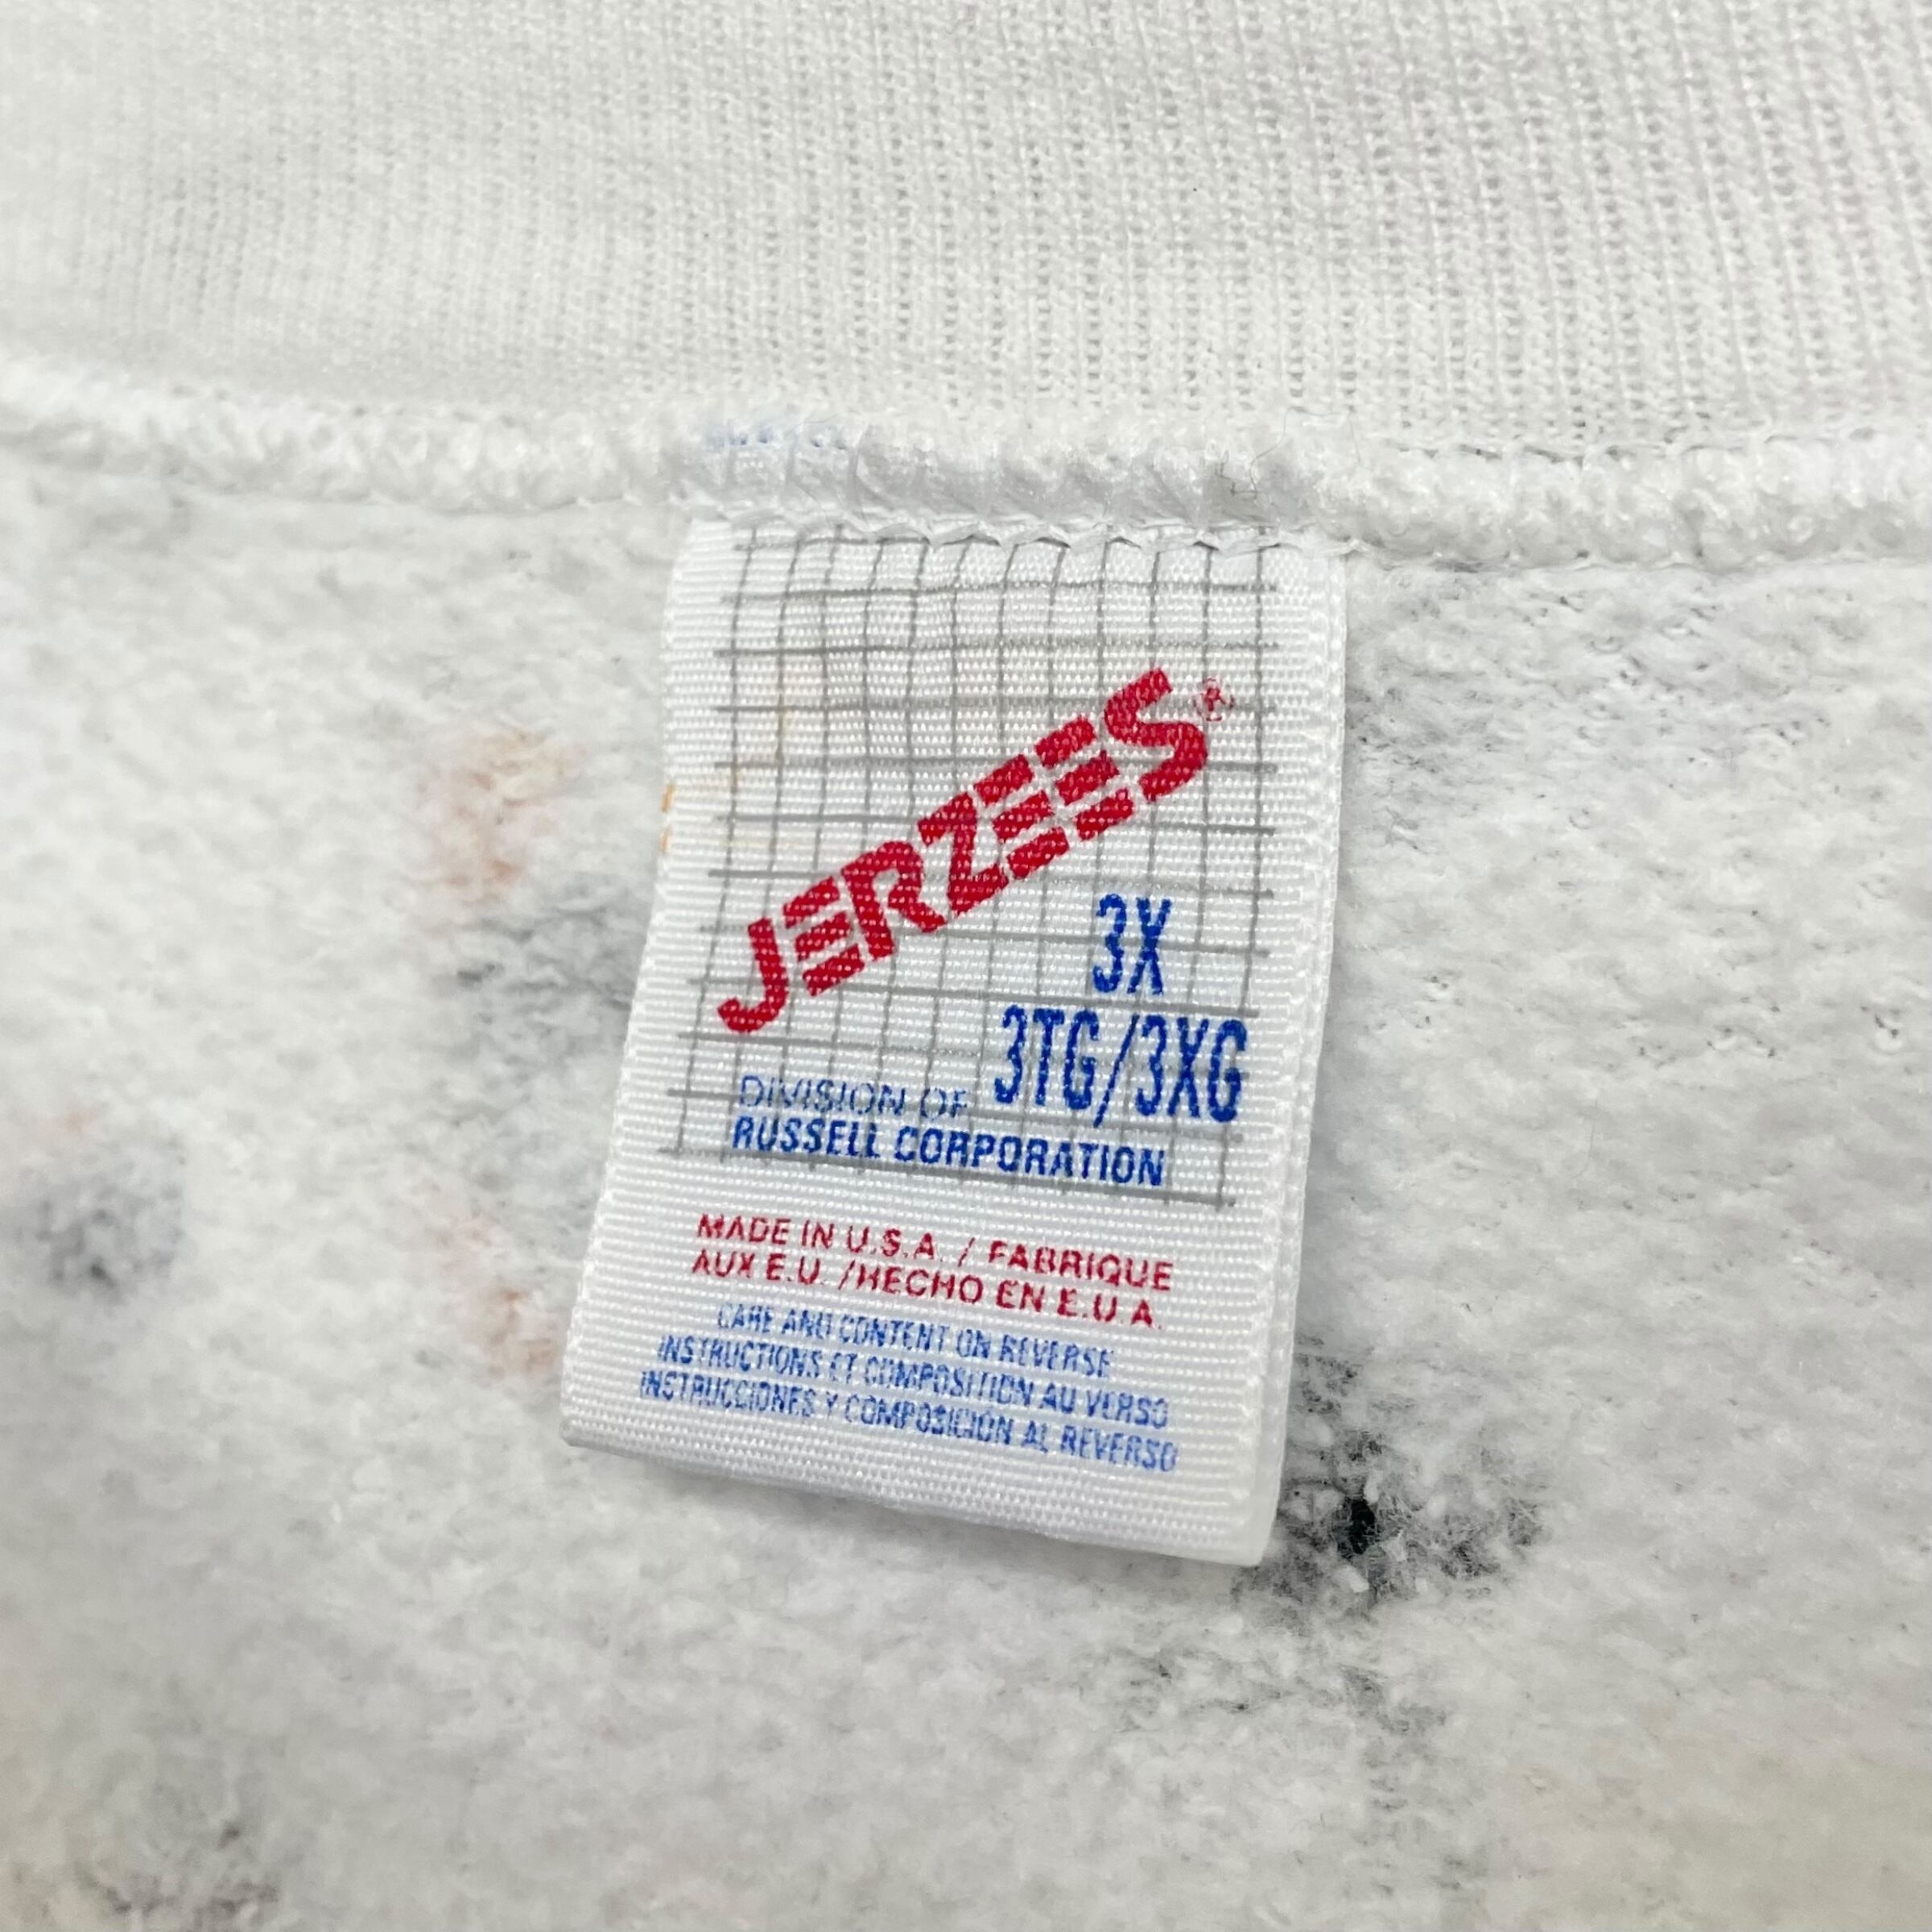 JERZEES®
3X
3TG/3XG
DIVISION OF
RUSSELL CORPORATION
MADE IN U.S.A. / FABRIQUE
AUX E.U. /HECHO EN E.U.A.
CARE AND CONTENT ON REVERSE
INSTRUCTIONS ET COMPOSITION AU VERSO
INSTRUCCIONES Y COMPOSICIÓN AL REVERSO